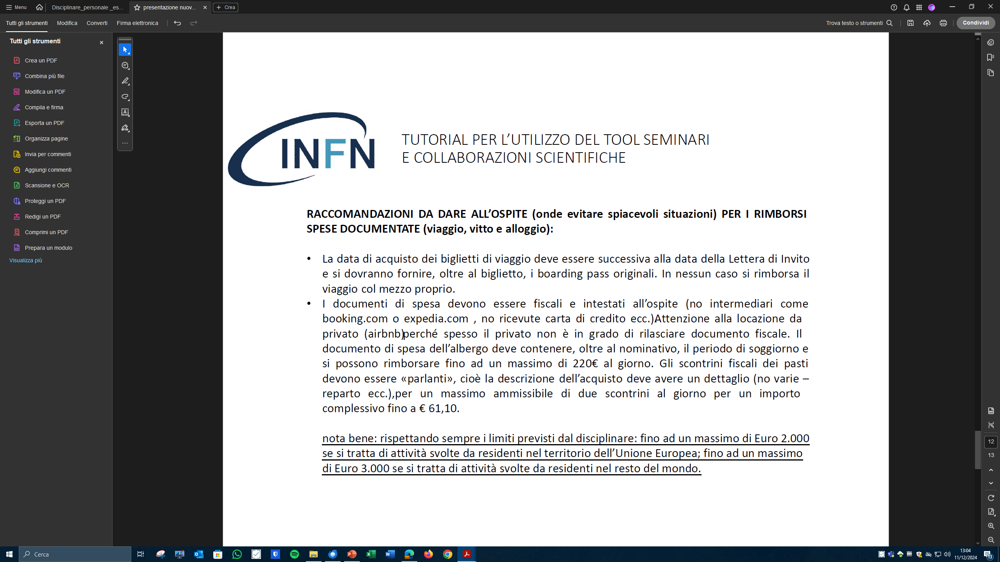 Menu
Disciplinare_personale _es...
presentazione nuov...
Crea
Tutti gli strumenti
Modifica
Converti
Firma elettronica
Trova testo o strumenti
Condividi
Tutti gli strumenti
Crea un PDF
Combina più file
Modifica un PDF
Compila e firma
Esporta un PDF
Organizza pagine
Invia per commenti
Aggiungi commenti
Scansione e OCR
Proteggi un PDF
Redigi un PDF
Comprimi un PDF
Prepara un modulo
Visualizza più
INFN
TUTORIAL PER L’UTILIZZO DEL TOOL SEMINARI
E COLLABORAZIONI SCIENTIFICHE
RACCOMANDAZIONI DA DARE ALL’OSPITE (onde evitare spiacevoli situazioni) PER I RIMBORSI
SPESE DOCUMENTATE (viaggio, vitto e alloggio):
• La data di acquisto dei biglietti di viaggio deve essere successiva alla data della Lettera di Invito
e si dovranno fornire, oltre al biglietto, i boarding pass originali. In nessun caso si rimborsa il
viaggio col mezzo proprio.
• I documenti di spesa devono essere fiscali e intestati all’ospite (no intermediari come
booking.com o expedia.com , no ricevute carta di credito ecc.)Attenzione alla locazione da
privato (airbnb)perché spesso il privato non è in grado di rilasciare documento fiscale. Il
documento di spesa dell’albergo deve contenere, oltre al nominativo, il periodo di soggiorno e
si possono rimborsare fino ad un massimo di 220€ al giorno. Gli scontrini fiscali dei pasti
devono essere «parlanti», cioè la descrizione dell’acquisto deve avere un dettaglio (no varie –
reparto ecc.),per un massimo ammissibile di due scontrini al giorno per un importo
complessivo fino a € 61,10.
nota bene: rispettando sempre i limiti previsti dal disciplinare: fino ad un massimo di Euro 2.000
se si tratta di attività svolte da residenti nel territorio dell’Unione Europea; fino ad un massimo
di Euro 3.000 se si tratta di attività svolte da residenti nel resto del mondo.
12
13
Cerca
13:04
11/12/2024
13